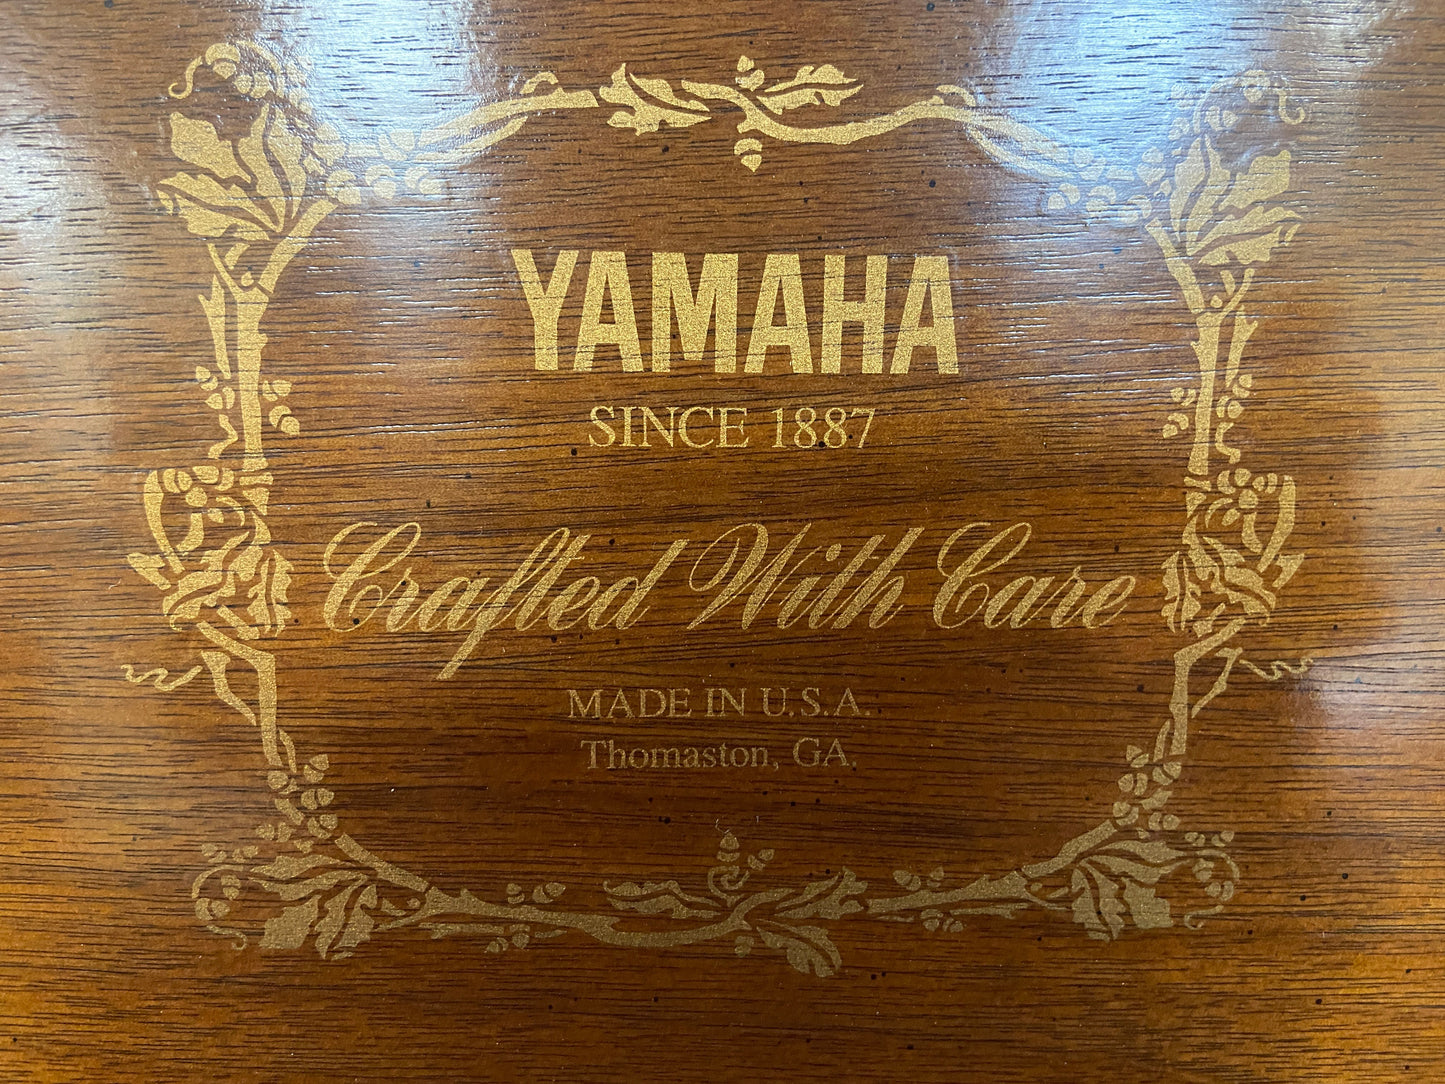 YAMAHA
SINCE 1887
Crafted With Care
MADE IN U.S.A.
Thomaston, GA.